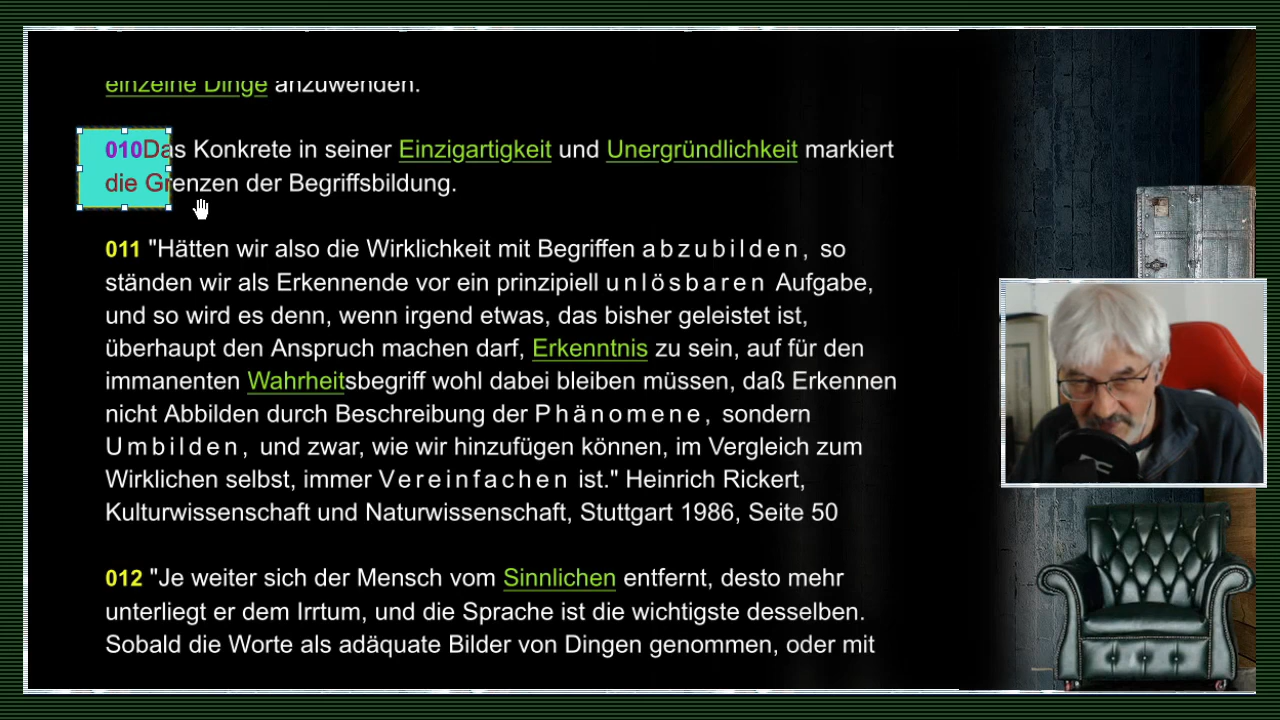 einzelne Dinge anzuwenden.
010Das Konkrete in seiner Einzigartigkeit und Unergründlichkeit markiert
die Grenzen der Begriffsbildung.
011 "Hätten wir also die Wirklichkeit mit Begriffen abzubilden, so
ständen wir als Erkennende vor ein prinzipiell unlösbaren Aufgabe,
und so wird es denn, wenn irgend etwas, das bisher geleistet ist,
überhaupt den Anspruch machen darf, Erkenntnis zu sein, auf für den
immanenten Wahrheitsbegriff wohl dabei bleiben müssen, daß Erkennen
nicht Abbilden durch Beschreibung der Phänomene, sondern
Umbilden, und zwar, wie wir hinzufügen können, im Vergleich zum
Wirklichen selbst, immer Vereinfachen ist." Heinrich Rickert,
Kulturwissenschaft und Naturwissenschaft, Stuttgart 1986, Seite 50
012 "Je weiter sich der Mensch vom Sinnlichen entfernt, desto mehr
unterliegt er dem Irrtum, und die Sprache ist die wichtigste desselben.
Sobald die Worte als adäquate Bilder von Dingen genommen, oder mit